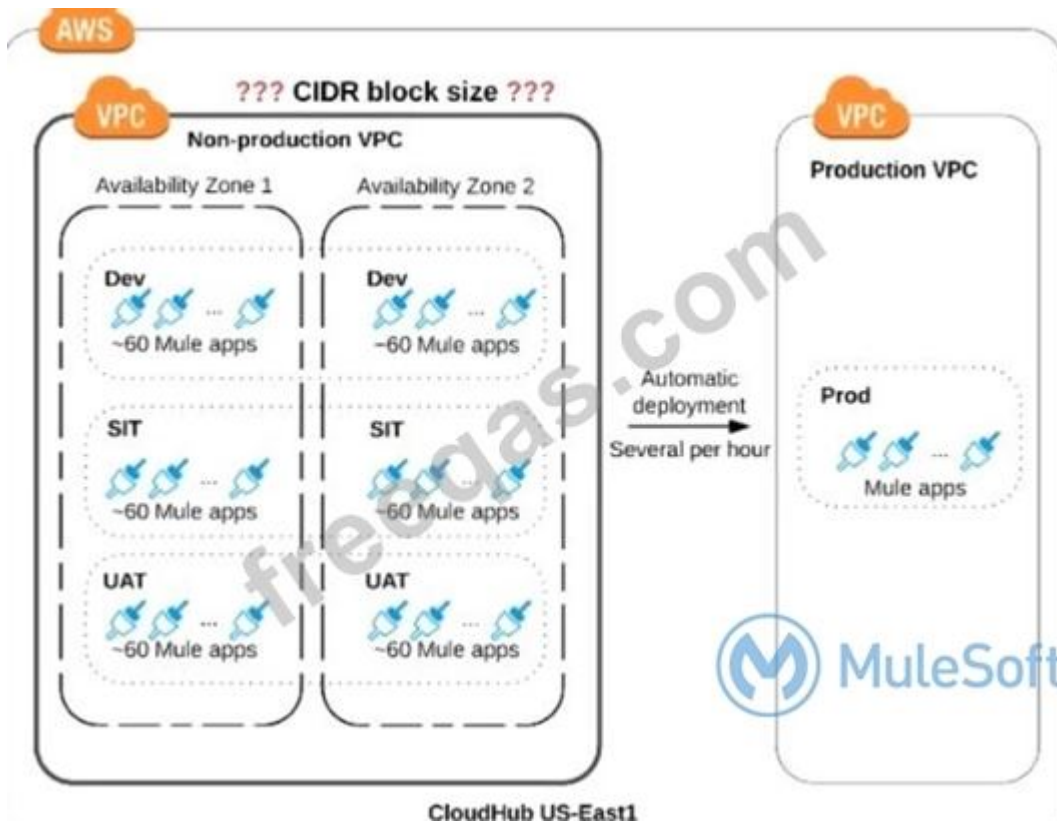 AWS
??? CIDR block size ???
VPC
VPC
Non-production VPC
Production VPC
Availability Zone 1
Availability Zone 2
Dev
Dev
...
...
~60 Mule apps
~60 Mule apps
Automatic
deployment
Several per hour
Prod
...
Mule apps
SIT
SIT
...
...
~60 Mule apps
~60 Mule apps
UAT
UAT
...
...
~60 Mule apps
~60 Mule apps
MuleSoft
CloudHub US-East1
freeqas.com